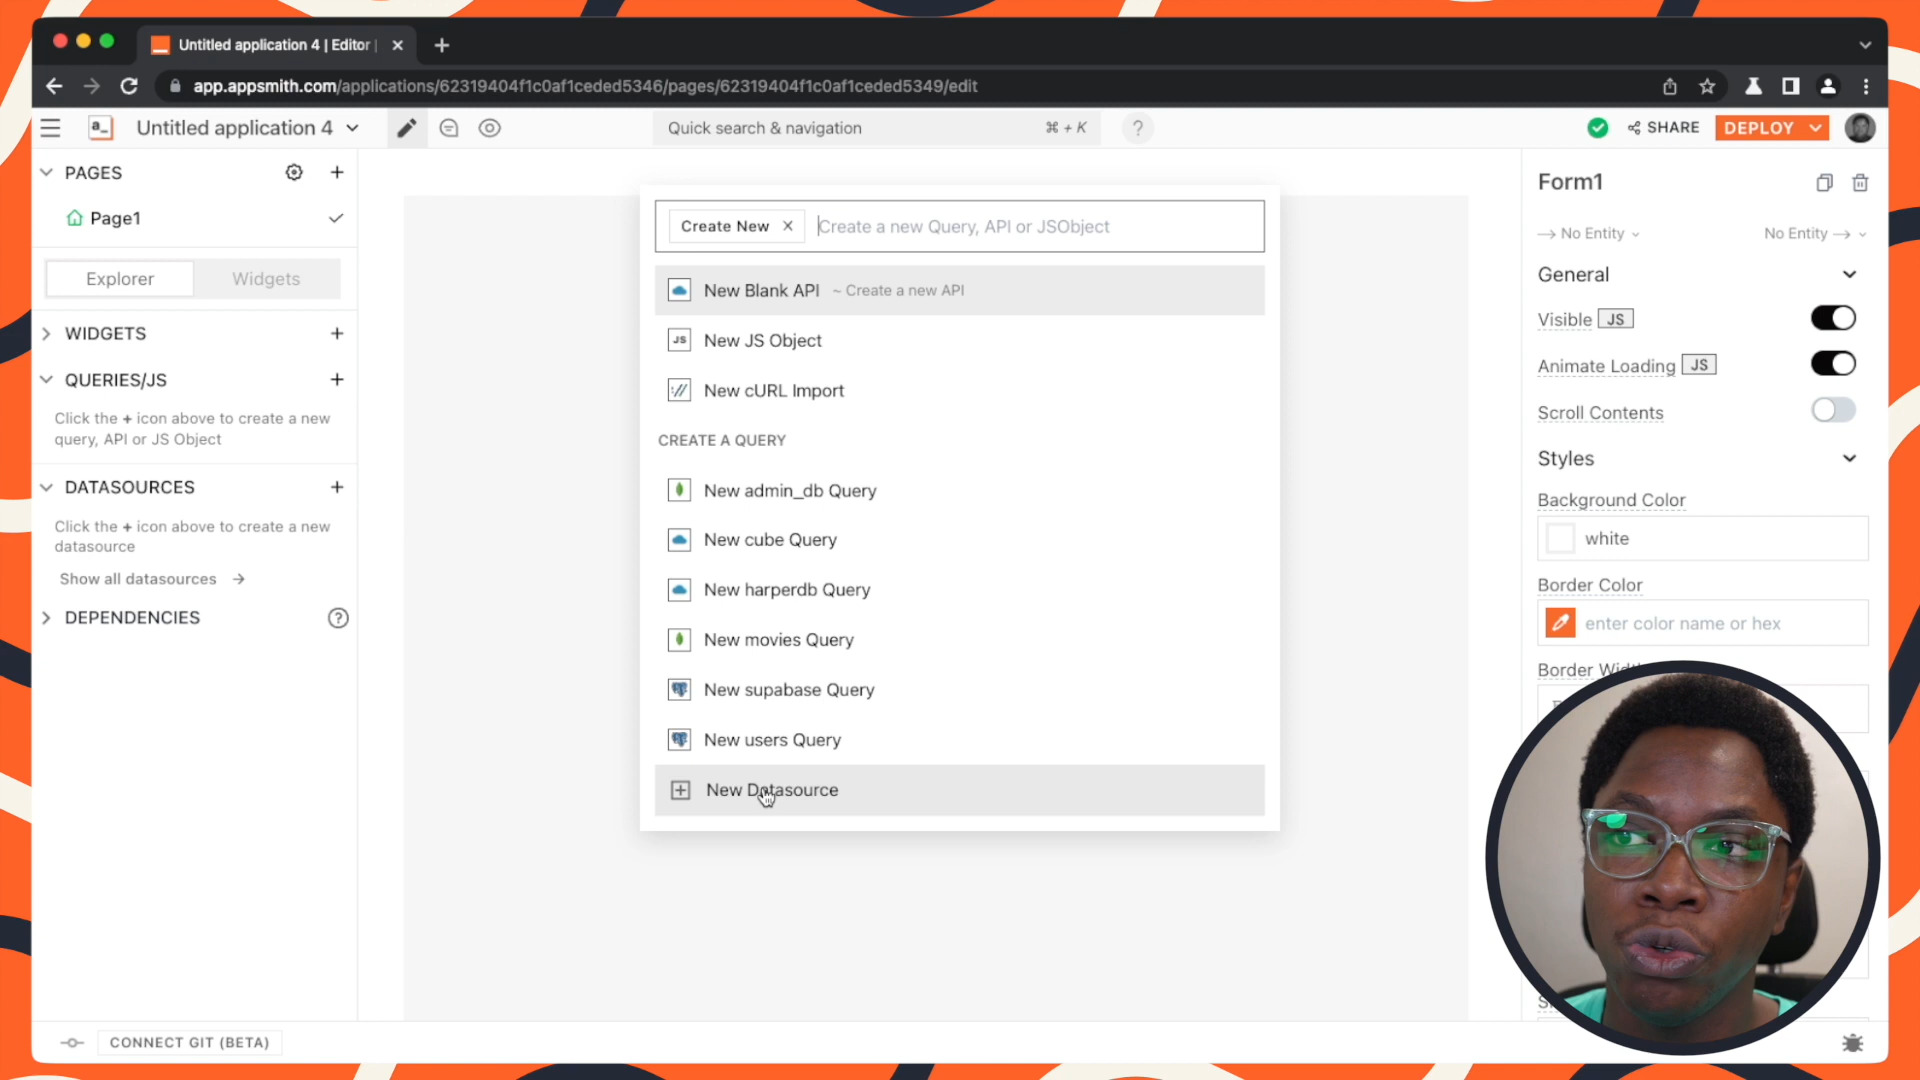 Untitled application 4 | Editor |
app.appsmith.com/applications/62319404f1c0af1ceded5346/pages/62319404f1c0af1ceded5349/edit
a_
Untitled application 4
Quick search & navigation
⌘ + K
?
SHARE
DEPLOY
PAGES
Page1
Explorer
Widgets
WIDGETS
QUERIES/JS
Click the + icon above to create a new
query, API or JS Object
DATASOURCES
Click the + icon above to create a new
datasource
Show all datasources →
DEPENDENCIES
?
CONNECT GIT (BETA)
Create New
Create a new Query, API or JSObject
New Blank API ~ Create a new API
JS New JS Object
:// New cURL Import
CREATE A QUERY
New admin_db Query
New cube Query
New harperdb Query
New movies Query
New supabase Query
New users Query
New Datasource
Form1
→ No Entity
No Entity →
General
Visible JS
Animate Loading JS
Scroll Contents
Styles
Background Color
white
Border Color
enter color name or hex
Border